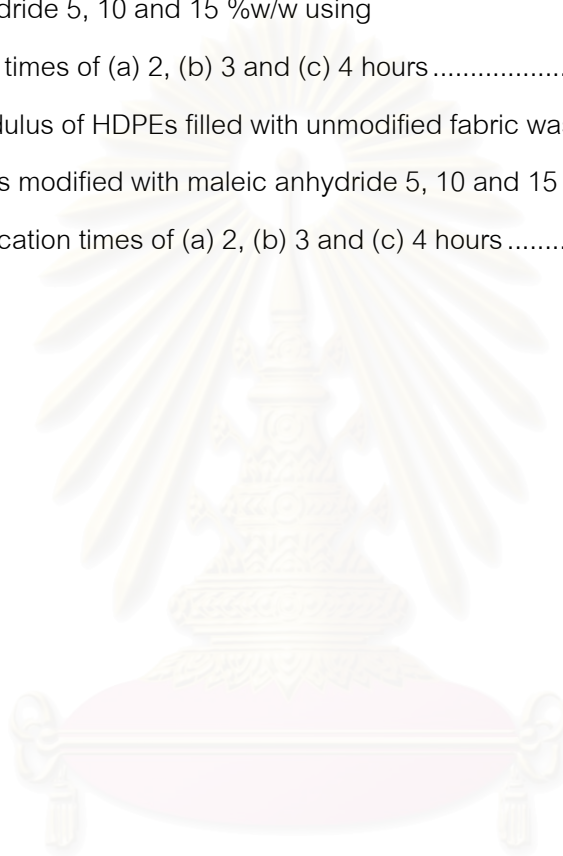 dride 5, 10 and 15 %w/w using
times of (a) 2, (b) 3 and (c) 4 hours....................
dulus of HDPEs filled with unmodified fabric
s modified with maleic anhydride 5, 10 and 15
cation times of (a) 2, (b) 3 and (c) 4 hours........